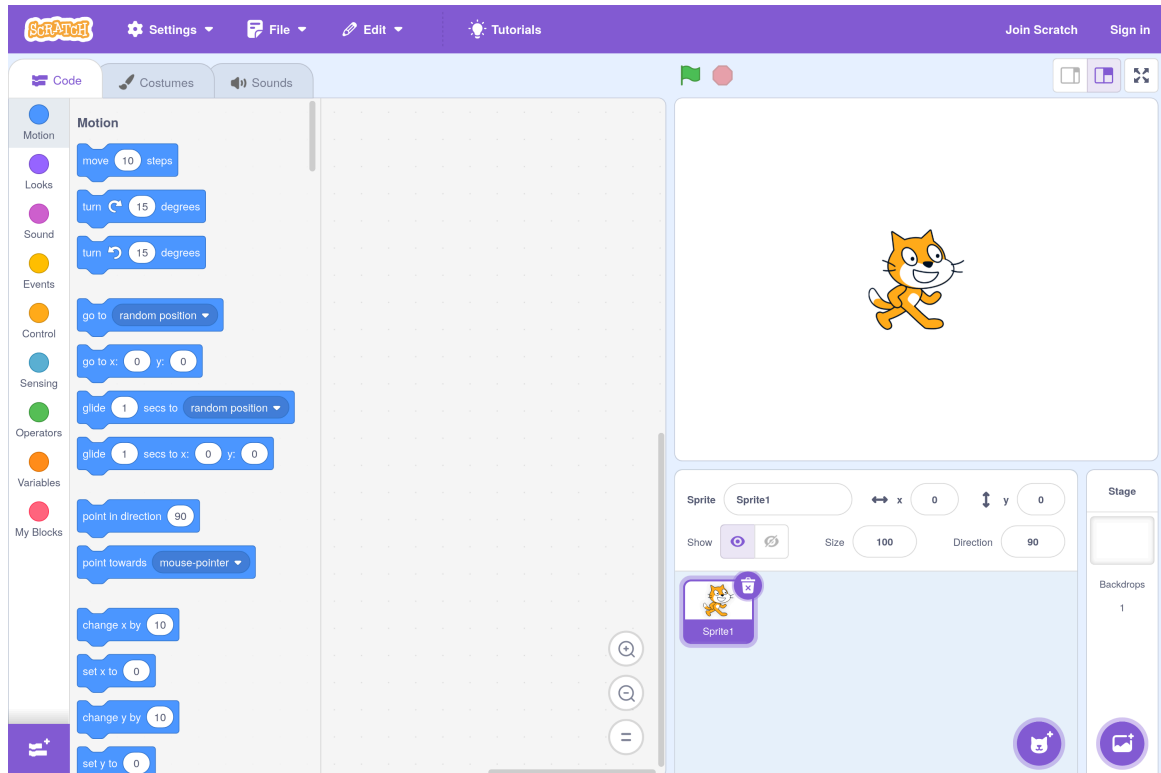 SCRATCH Settings File Edit Tutorials Join Scratch Sign in
Code Costumes Sounds
Motion
Looks
Sound
Events
Control
Sensing
Operators
Variables
My Blocks
Motion
move 10 steps
turn 15 degrees
turn 15 degrees
go to random position
go to x: 0 y: 0
glide 1 secs to random position
glide 1 secs to x: 0 y: 0
point in direction 90
point towards mouse-pointer
change x by 10
set x to 0
change y by 10
set y to 0
Sprite Sprite1 x 0 y 0
Show Size 100 Direction 90
Sprite1
Stage
Backdrops
1